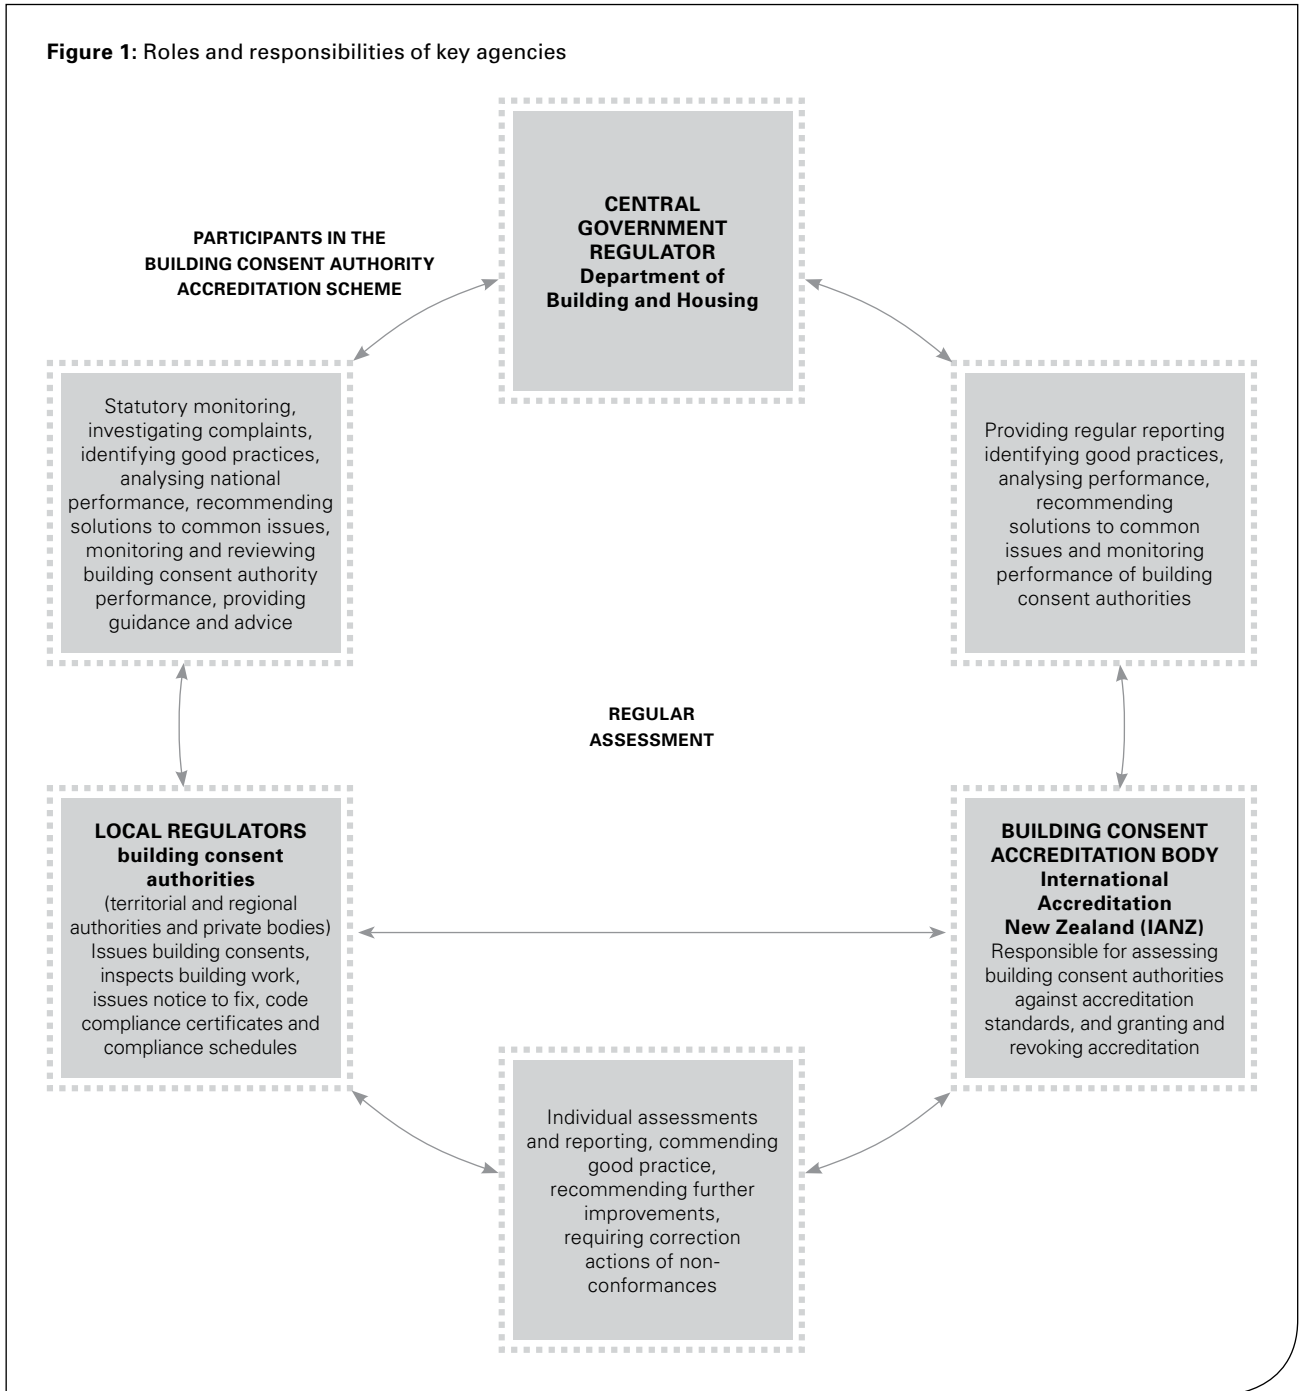 Figure 1: Roles and responsibilities of key agencies
CENTRAL
GOVERNMENT
REGULATOR
Department of
Building and Housing
PARTICIPANTS IN THE
BUILDING CONSENT AUTHORITY
ACCREDITATION SCHEME
Statutory monitoring,
investigating complaints,
identifying good practices,
analysing national
performance, recommending
solutions to common issues,
monitoring and reviewing
building consent authority
performance, providing
guidance and advice
Providing regular reporting
identifying good practices,
analysing performance,
recommending
solutions to common
issues and monitoring
performance of building
consent authorities
REGULAR
ASSESSMENT
LOCAL REGULATORS
building consent
authorities
(territorial and regional
authorities and private bodies)
Issues building consents,
inspects building work,
issues notice to fix, code
compliance certificates and
compliance schedules
BUILDING CONSENT
ACCREDITATION BODY
International
Accreditation
New Zealand (IANZ)
Responsible for assessing
building consent authorities
against accreditation
standards, and granting and
revoking accreditation
Individual assessments
and reporting, commending
good practice,
recommending further
improvements,
requiring correction
actions of non-
conformances